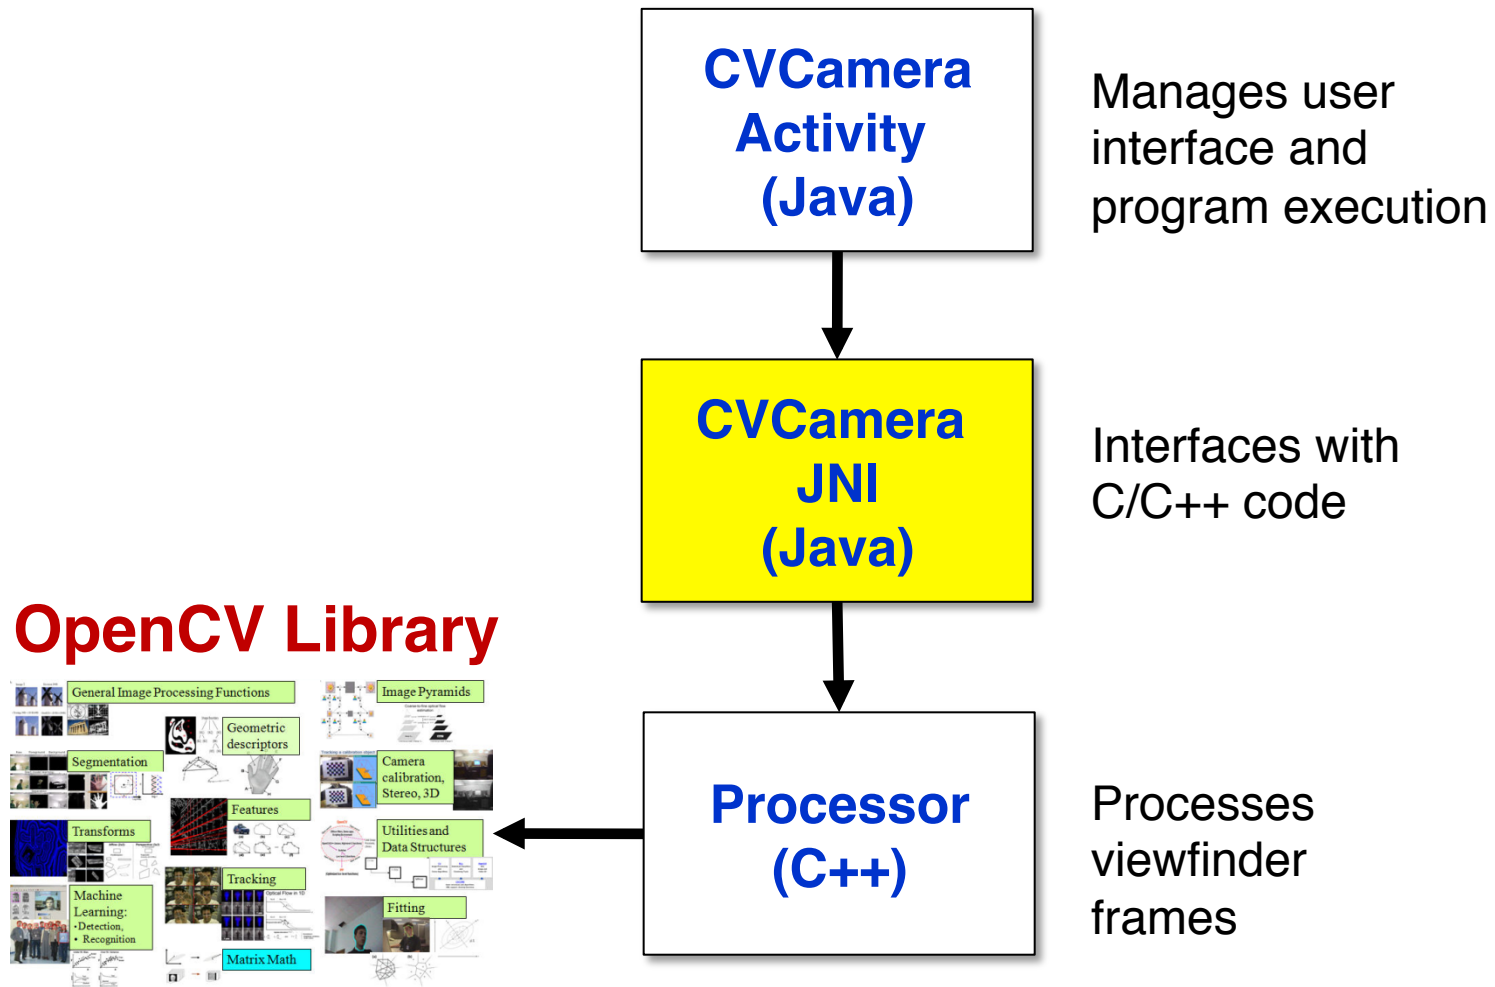 CVCamera
Activity
(Java)
Manages user
interface and
program execution
CVCamera
JNI
(Java)
Interfaces with
C/C++ code
OpenCV Library
General Image Processing Functions
Image Pyramids
Geometric
descriptors
Segmentation
Camera
calibration,
Stereo, 3D
Features
Transforms
Utilities and
Data Structures
Tracking
Machine
Learning:
•Detection,
• Recognition
Fitting
Matrix Math
Processor
(C++)
Processes
viewfinder
frames